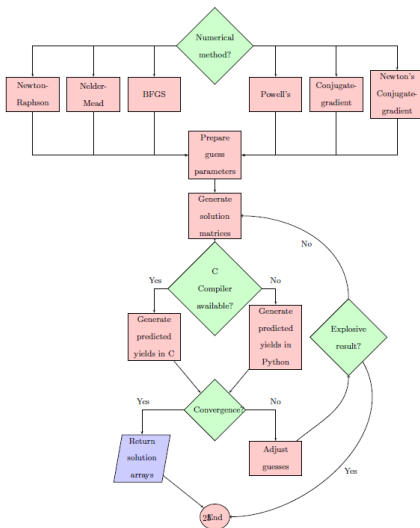 Numerical
method?
Newton-
Raphson
Nelder-
Mead
BFGS
Powell's
Conjugate-
gradient
Newton's
Conjugate-
gradient
Prepare
guess
parameters
Generate
solution
matrices
No
C
Compiler
available?
Yes
No
Generate
predicted
yields in C
Generate
predicted
yields in
Python
Explosive
result?
Convergence?
Yes
No
Return
solution
arrays
Adjust
guesses
Yes
End